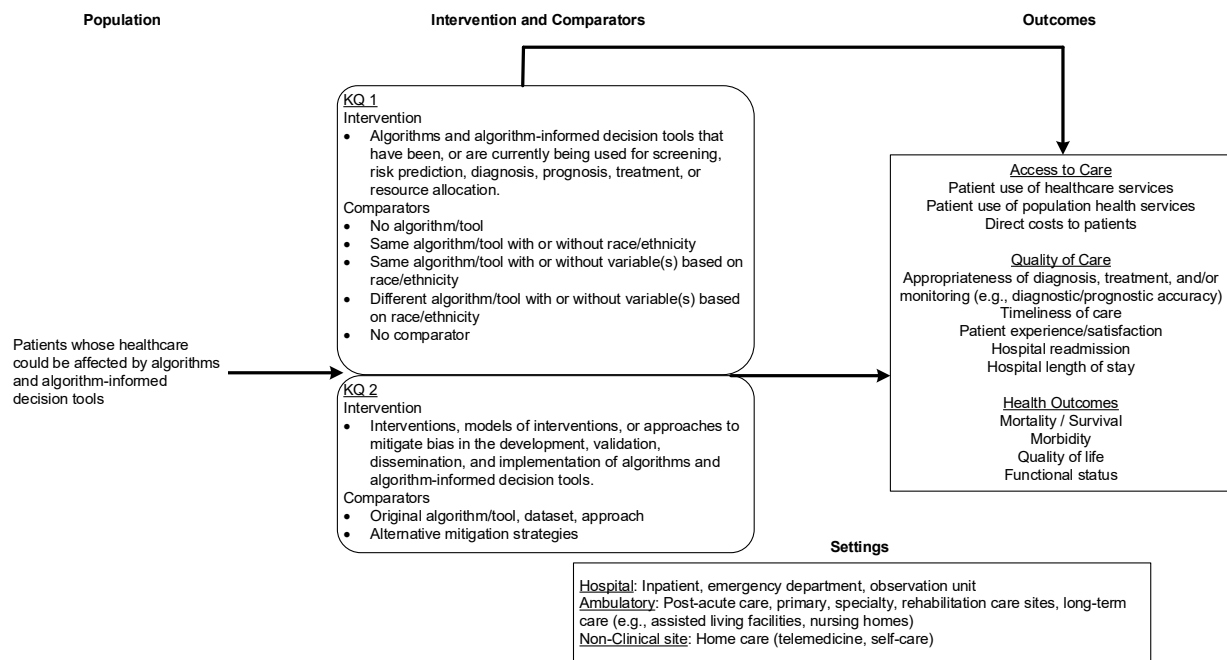 Population
Intervention and Comparators
Outcomes
KQ 1
Intervention
• Algorithms and algorithm-informed decision tools that
have been, or are currently being used for screening,
risk prediction, diagnosis, prognosis, treatment, or
resource allocation.
Comparators
• No algorithm/tool
• Same algorithm/tool with or without race/ethnicity
• Same algorithm/tool with or without variable(s) based on
race/ethnicity
• Different algorithm/tool with or without variable(s) based
on race/ethnicity
• No comparator
Patients whose healthcare
could be affected by algorithms
and algorithm-informed
decision tools
KQ 2
Intervention
• Interventions, models of interventions, or approaches to
mitigate bias in the development, validation,
dissemination, and implementation of algorithms and
algorithm-informed decision tools.
Comparators
• Original algorithm/tool, dataset, approach
• Alternative mitigation strategies
Access to Care
Patient use of healthcare services
Patient use of population health services
Direct costs to patients
Quality of Care
Appropriateness of diagnosis, treatment, and/or
monitoring (e.g., diagnostic/prognostic accuracy)
Timeliness of care
Patient experience/satisfaction
Hospital readmission
Hospital length of stay
Health Outcomes
Mortality / Survival
Morbidity
Quality of life
Functional status
Settings
Hospital: Inpatient, emergency department, observation unit
Ambulatory: Post-acute care, primary, specialty, rehabilitation care sites, long-term
care (e.g., assisted living facilities, nursing homes)
Non-Clinical site: Home care (telemedicine, self-care)